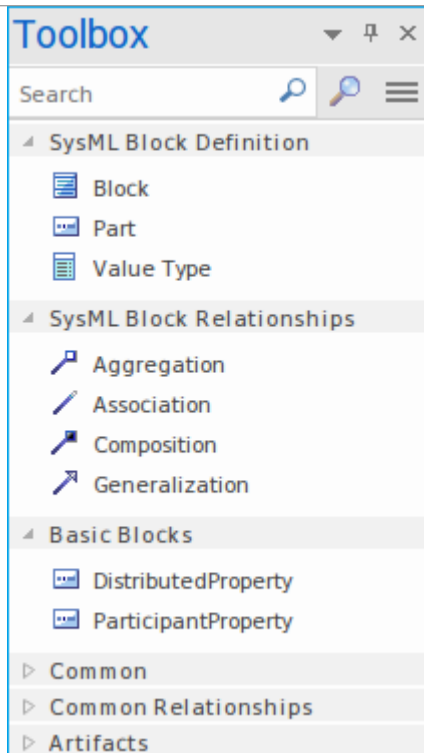 Toolbox
Search
SysML Block Definition
Block
Part
Value Type
SysML Block Relationships
Aggregation
Association
Composition
Generalization
Basic Blocks
DistributedProperty
ParticipantProperty
Common
Common Relationships
Artifacts